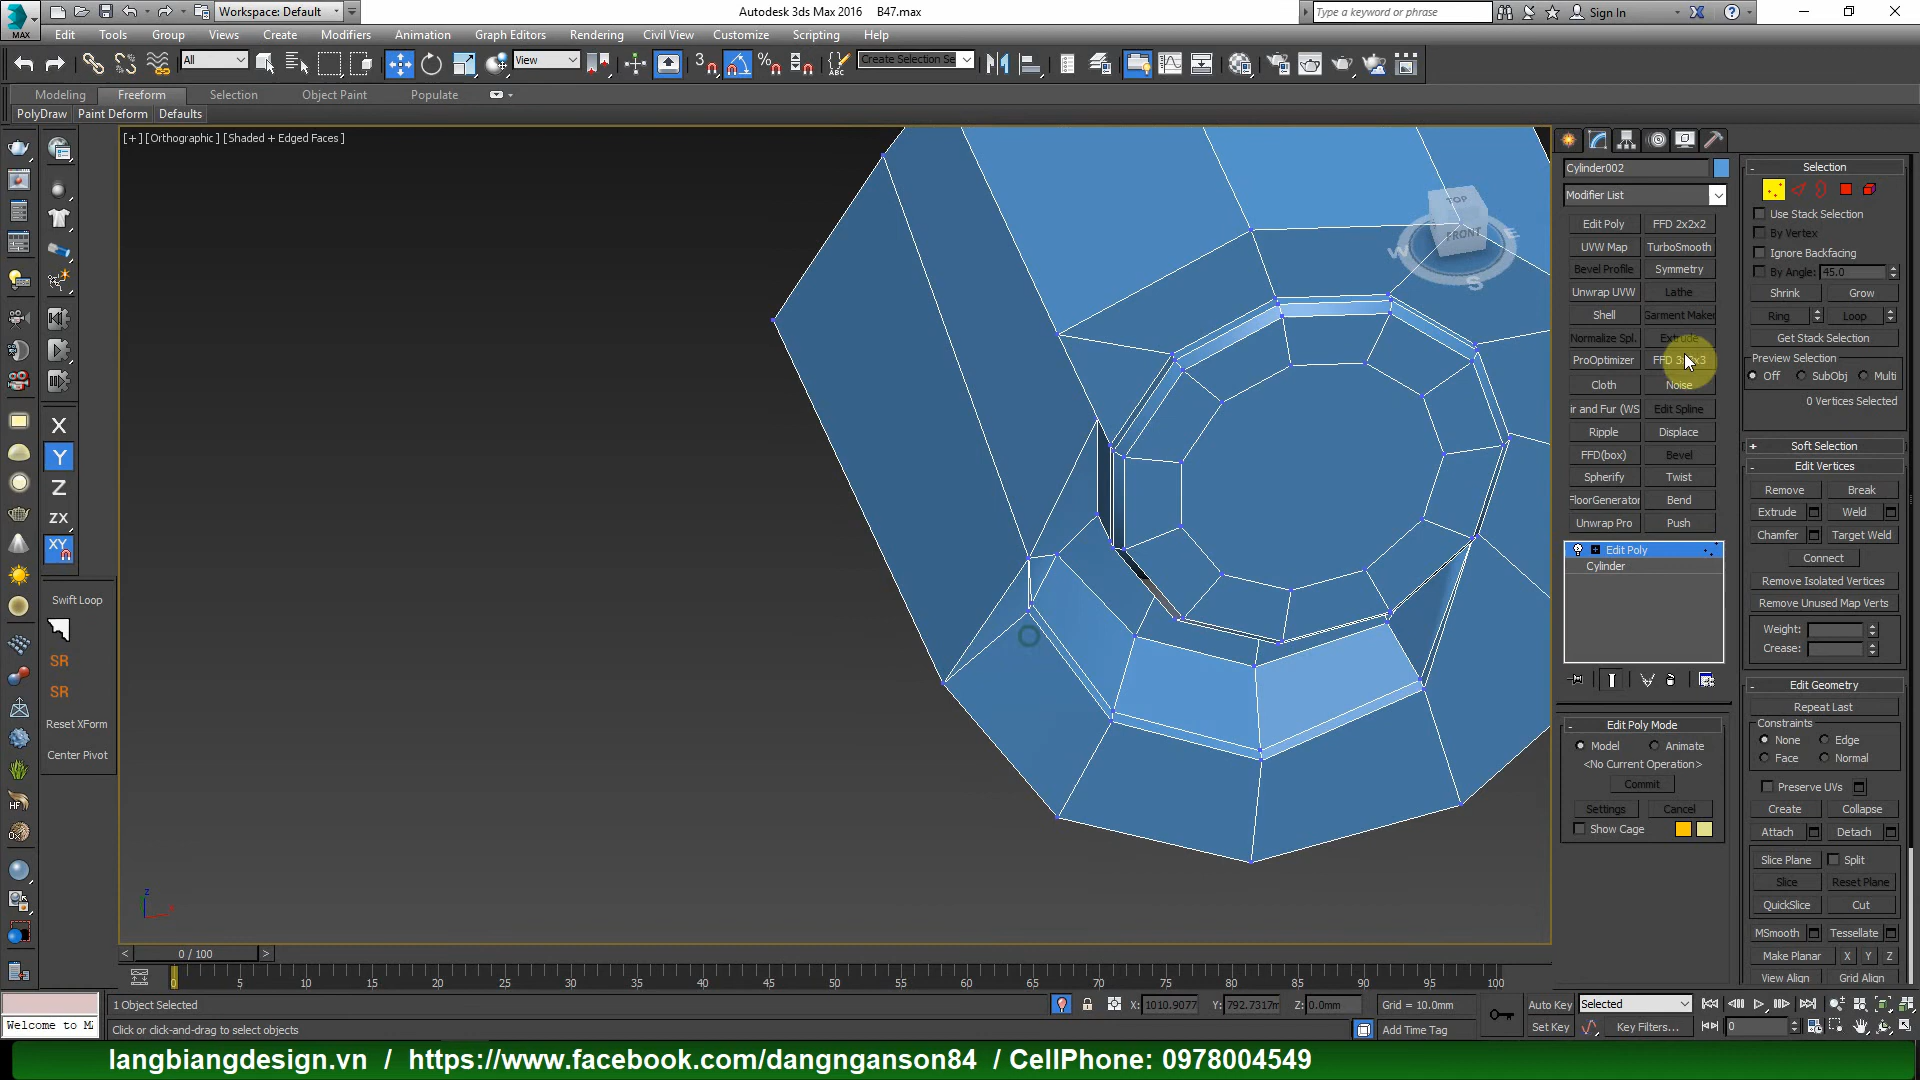 MAX
Workspace: Default
Autodesk 3ds Max 2016 B47.max
Type a keyword or phrase
Sign In
Edit Tools Group Views Create Modifiers Animation Graph Editors Rendering Civil View Customize Scripting Help
All
View
Create Selection Se
Modeling Freeform Selection Object Paint Populate
PolyDraw Paint Deform Defaults
[+] [Orthographic] [Shaded + Edged Faces]
TOP
FRONT
W
E
S
X
Y
Z
ZX
XY
Swift Loop
SR
SR
Reset XForm
Center Pivot
Cylinder002
Modifier List
Edit Poly FFD 2x2x2
UVW Map TurboSmooth
Bevel Profile Symmetry
Unwrap UVW Lathe
Shell Garment Maker
Normalize Spl. Extrude
ProOptimizer FFD 3x3x3
Cloth Noise
ir and Fur (WS Edit Spline
Ripple Displace
FFD(box) Bevel
Spherify Twist
FloorGenerator Bend
Unwrap Pro Push
Edit Poly
Cylinder
Edit Poly Mode
Model Animate
<No Current Operation>
Commit
Settings Cancel
Show Cage
Selection
Use Stack Selection
By Vertex
Ignore Backfacing
By Angle: 45.0
Shrink Grow
Ring Loop
Get Stack Selection
Preview Selection
Off SubObj Multi
0 Vertices Selected
Soft Selection
Edit Vertices
Remove Break
Extrude Weld
Chamfer Target Weld
Connect
Remove Isolated Vertices
Remove Unused Map Verts
Weight:
Crease:
Edit Geometry
Repeat Last
Constraints
None Edge
Face Normal
Preserve UVs
Create Collapse
Attach Detach
Slice Plane Split
Slice Reset Plane
QuickSlice Cut
MSmooth Tessellate
Make Planar X Y Z
View Align Grid Align
z
< 0 / 100 >
0 5 10 15 20 25 30 35 40 45 50 55 60 65 70 75 80 85 90 95 100
1 Object Selected
X: 1010.9077 Y: 792.7317m Z: 0.0mm Grid = 10.0mm
Auto Key Selected
Welcome to M
Click or click-and-drag to select objects
Add Time Tag
Set Key Key Filters... 0
langbiangdesign.vn / https://www.facebook.com/dangnganson84 / CellPhone: 0978004549